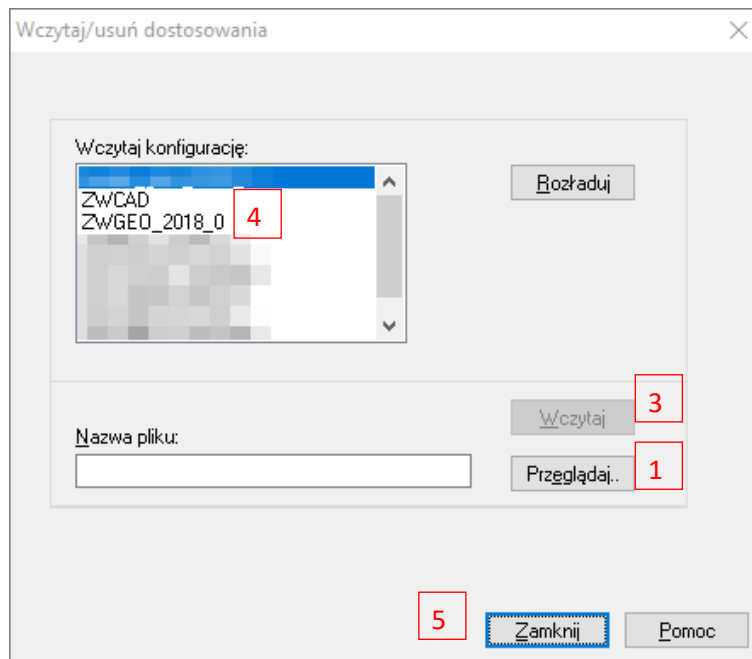 Wczytaj/usuń dostosowania
Wczytaj konfigurację:
Rozładuj
ZWCAD
ZWGEO_2018_0
4
Wczytaj
3
Nazwa pliku:
Przeglądaj..
1
5
Zamknij
Pomoc